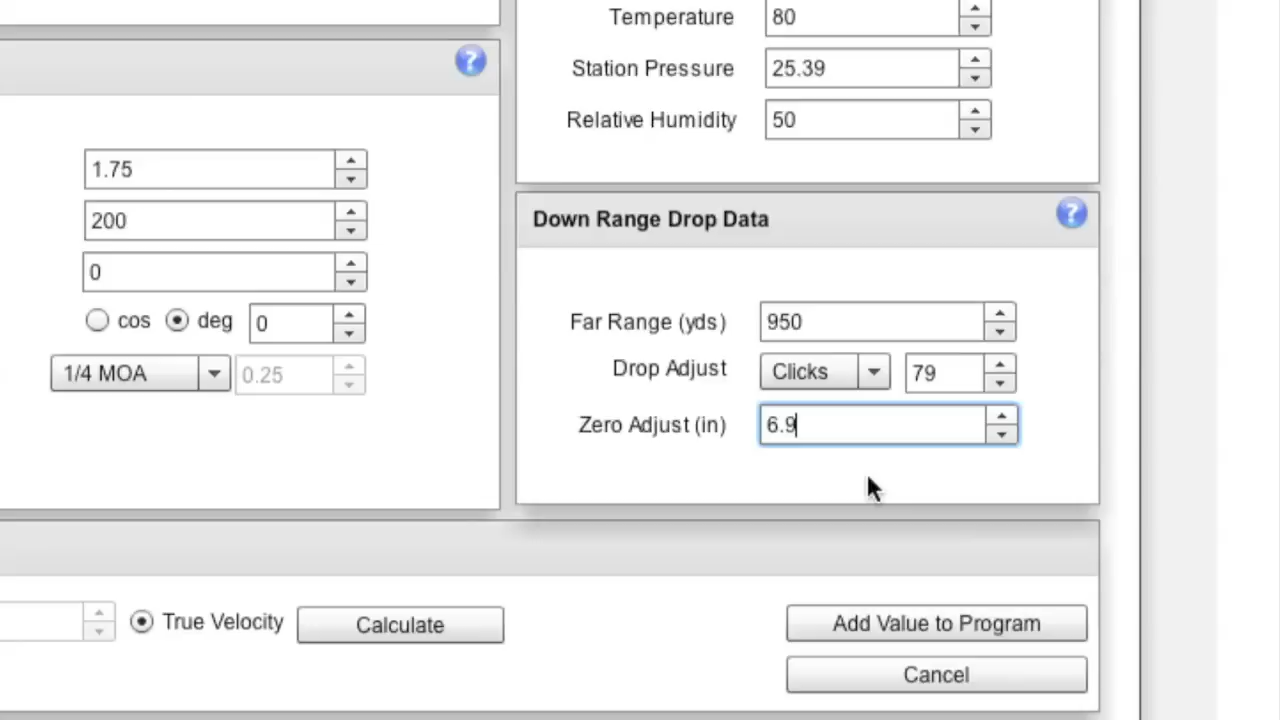 Temperature 80
Station Pressure 25.39
Relative Humidity 50
?
1.75
200
0
cos deg 0
1/4 MOA 0.25
Down Range Drop Data ?
Far Range (yds) 950
Drop Adjust Clicks 79
Zero Adjust (in) 6.9
True Velocity Calculate
Add Value to Program
Cancel